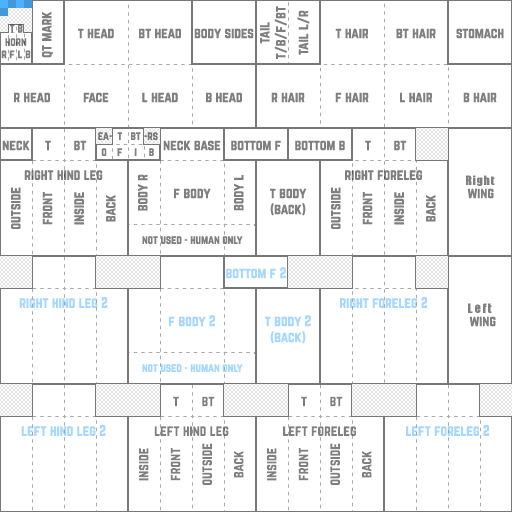 T B
HORN
R F L B
QT MARK
T HEAD
BT HEAD
BODY SIDES
TAIL
T/B/F/BT
TAIL L/R
T HAIR
BT HAIR
STOMACH
R HEAD
FACE
L HEAD
B HEAD
R HAIR
F HAIR
L HAIR
B HAIR
NECK
T
BT
EA-
T
BT
-RS
O
F
I
B
NECK BASE
BOTTOM F
BOTTOM B
T
BT
RIGHT HIND LEG
OUTSIDE
FRONT
INSIDE
BACK
BODY R
F BODY
BODY L
NOT USED - HUMAN ONLY
T BODY
(BACK)
RIGHT FORELEG
OUTSIDE
FRONT
INSIDE
BACK
Right
WING
BOTTOM F 2
RIGHT HIND LEG 2
F BODY 2
NOT USED - HUMAN ONLY
T BODY 2
(BACK)
RIGHT FORELEG 2
Left
WING
T
BT
T
BT
LEFT HIND LEG 2
LEFT HIND LEG
INSIDE
FRONT
OUTSIDE
BACK
LEFT FORELEG
INSIDE
FRONT
OUTSIDE
BACK
LEFT FORELEG 2